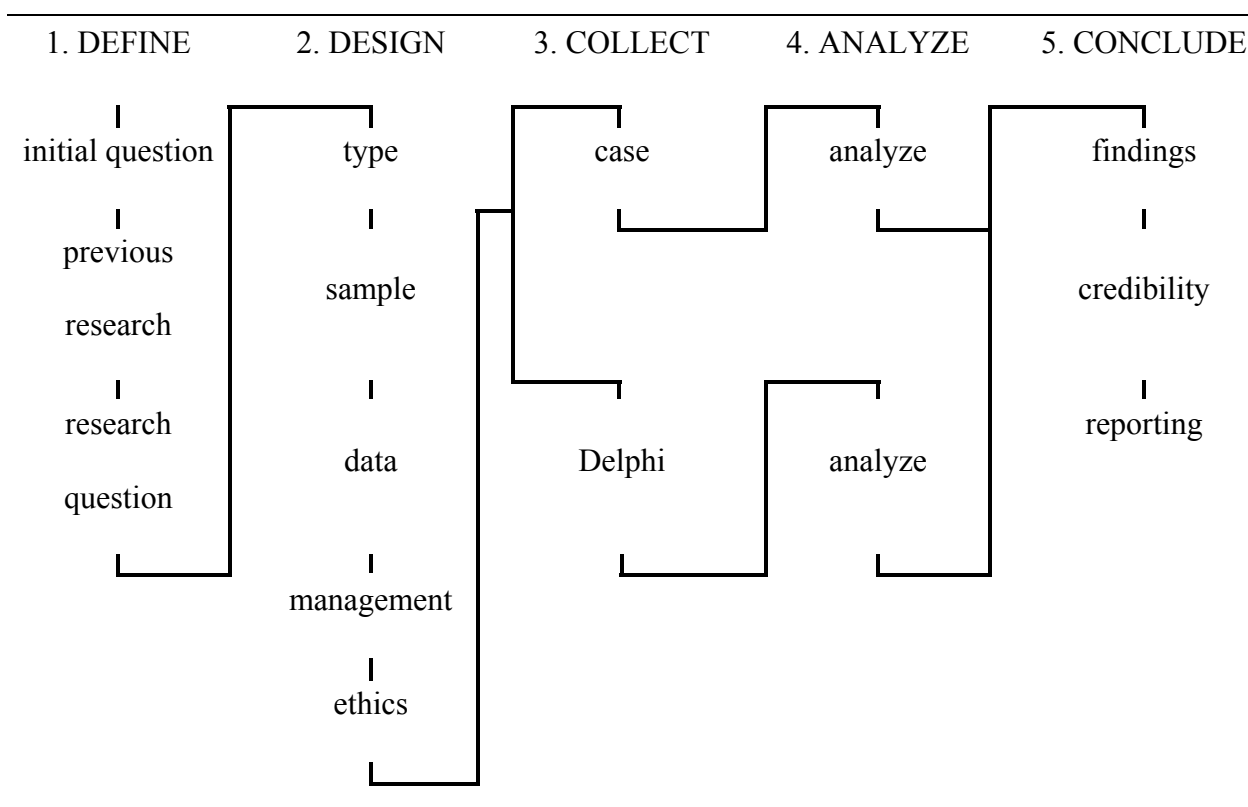 1. DEFINE 2. DESIGN 3. COLLECT 4. ANALYZE 5. CONCLUDE
initial question
previous
research
research
question
type
sample
data
management
ethics
case
Delphi
analyze
analyze
findings
credibility
reporting